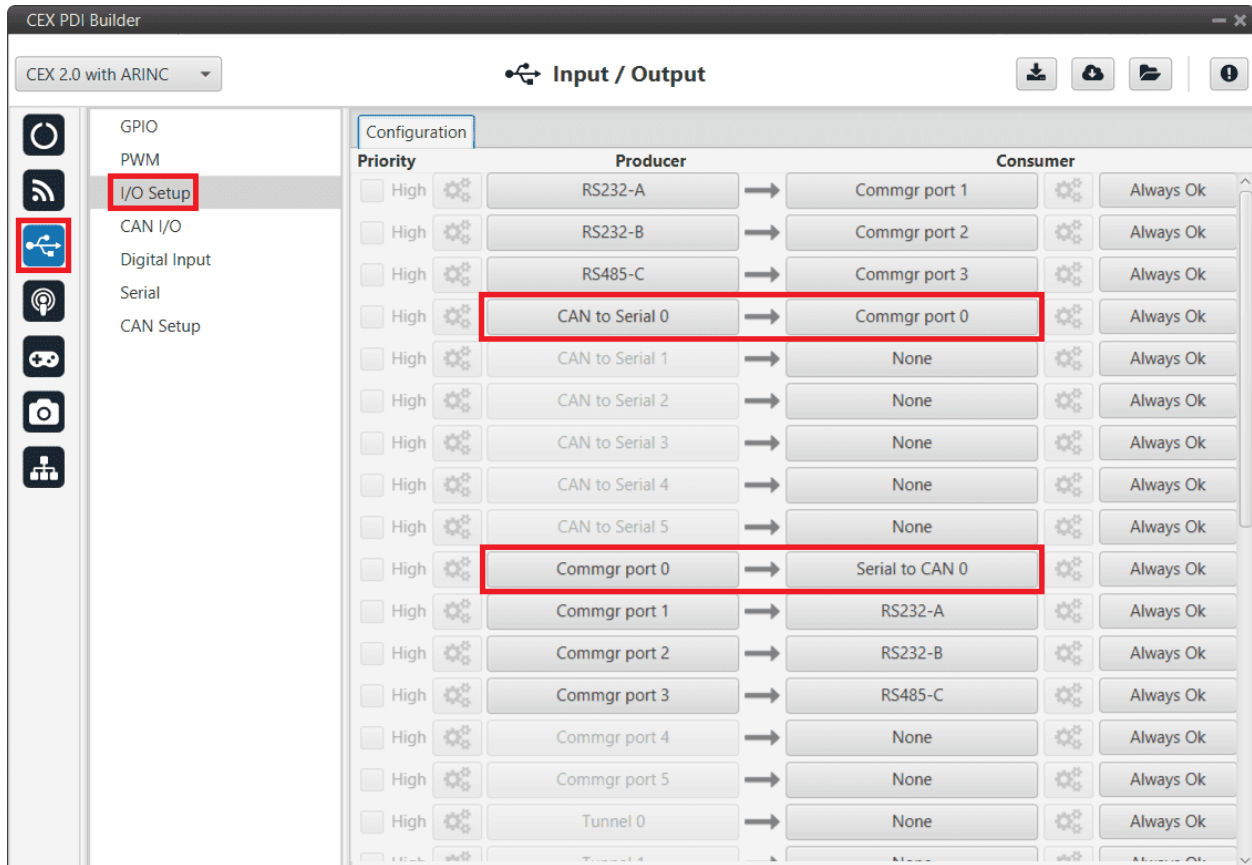 CEX PDI Builder
CEX 2.0 with ARINC
Input / Output
GPIO
PWM
I/O Setup
CAN I/O
Digital Input
Serial
CAN Setup
Configuration
Priority Producer Consumer
High RS232-A Commgr port 1 Always Ok
High RS232-B Commgr port 2 Always Ok
High RS485-C Commgr port 3 Always Ok
High CAN to Serial 0 Commgr port 0 Always Ok
High CAN to Serial 1 None Always Ok
High CAN to Serial 2 None Always Ok
High CAN to Serial 3 None Always Ok
High CAN to Serial 4 None Always Ok
High CAN to Serial 5 None Always Ok
High Commgr port 0 Serial to CAN 0 Always Ok
High Commgr port 1 RS232-A Always Ok
High Commgr port 2 RS232-B Always Ok
High Commgr port 3 RS485-C Always Ok
High Commgr port 4 None Always Ok
High Commgr port 5 None Always Ok
High Tunnel 0 None Always Ok
High Tunnel 1 None Always Ok